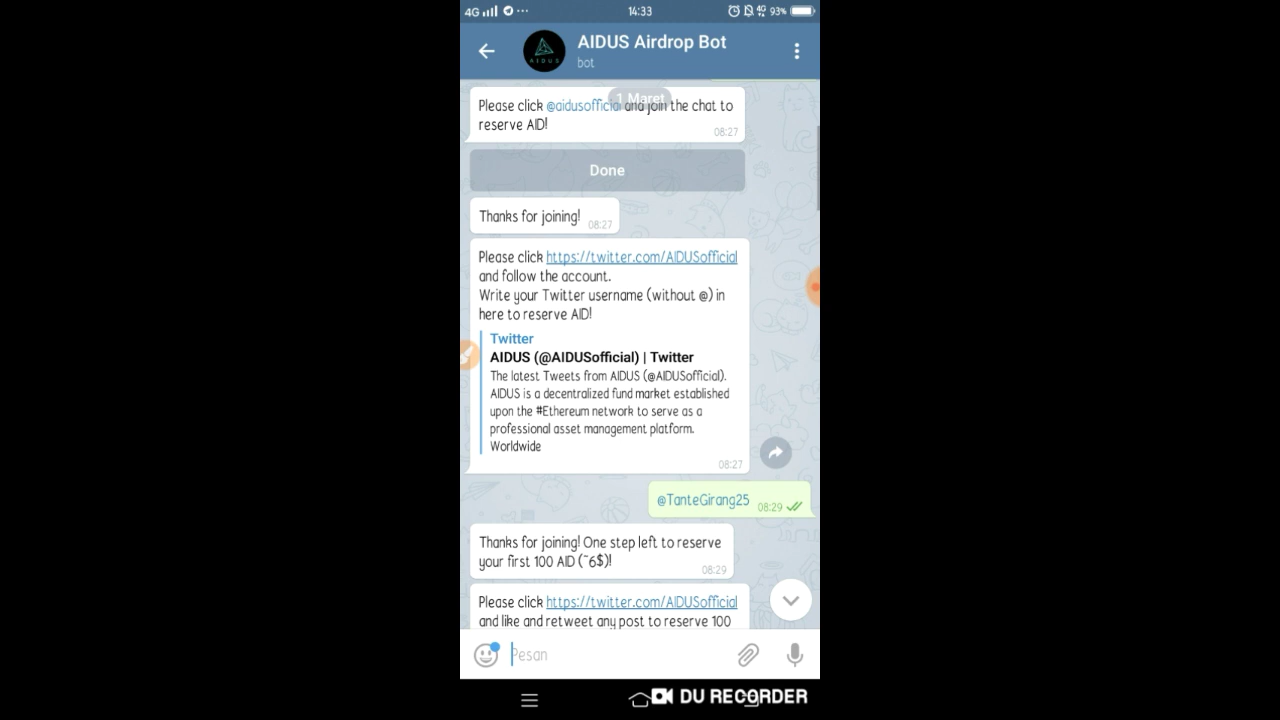 4G 14:33 4G 93%
AIDUS Airdrop Bot
AIDUS
bot
1 Maret
Please click @aidusofficial and join the chat to
reserve AID!
08:27
Done
Thanks for joining!
08:27
Please click https://twitter.com/AIDUSofficial
and follow the account.
Write your Twitter username (without @) in
here to reserve AID!
Twitter
AIDUS (@AIDUSofficial) | Twitter
The latest Tweets from AIDUS (@AIDUSofficial).
AIDUS is a decentralized fund market established
upon the #Ethereum network to serve as a
professional asset management platform.
Worldwide
08:27
@TanteGirang25 08:29
Thanks for joining! One step left to reserve
your first 100 AID (~6$)!
08:29
Please click https://twitter.com/AIDUSofficial
and like and retweet any post to reserve 100
Pesan
DU RECORDER